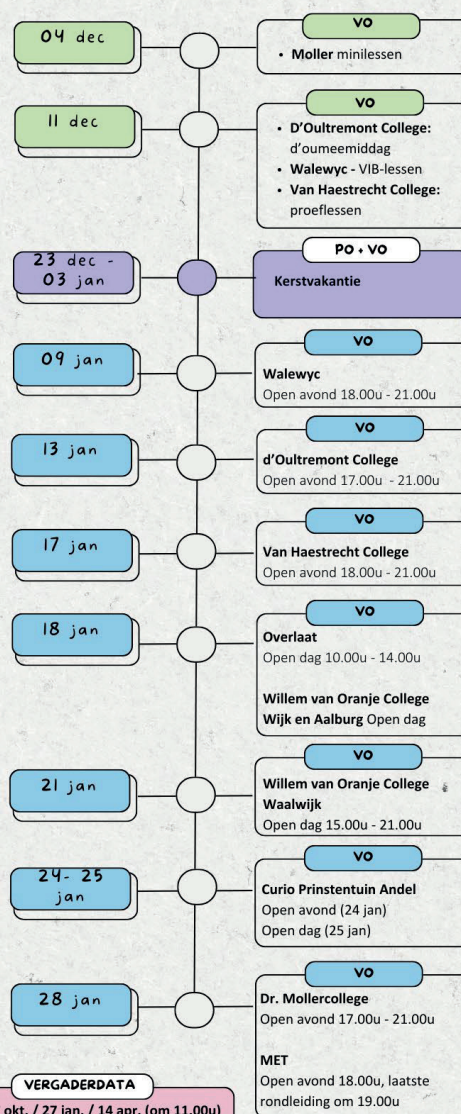 04 dec
VO
• Moller minilessen
11 dec
VO
• D'Oultremont College:
d'oumeemiddag
• Walewyc - VIB-lessen
• Van Haestrecht College:
proeflessen
23 dec -
03 jan
PO + VO
Kerstvakantie
09 jan
VO
Walewyc
Open avond 18.00u - 21.00u
13 jan
VO
d'Oultremont College
Open avond 17.00u - 21.00u
17 jan
VO
Van Haestrecht College
Open avond 18.00u - 21.00u
18 jan
VO
Overlaat
Open dag 10.00u - 14.00u
Willem van Oranje College
Wijk en Aalburg Open dag
21 jan
VO
Willem van Oranje College
Waalwijk
Open dag 15.00u - 21.00u
24- 25
jan
VO
Curio Prinstentuin Andel
Open avond (24 jan)
Open dag (25 jan)
28 jan
VO
Dr. Mollercollege
Open avond 17.00u - 21.00u
MET
Open avond 18.00u, laatste
rondleiding om 19.00u
VERGADERDATA
okt. / 27 jan. / 14 apr. (om 11.00u)